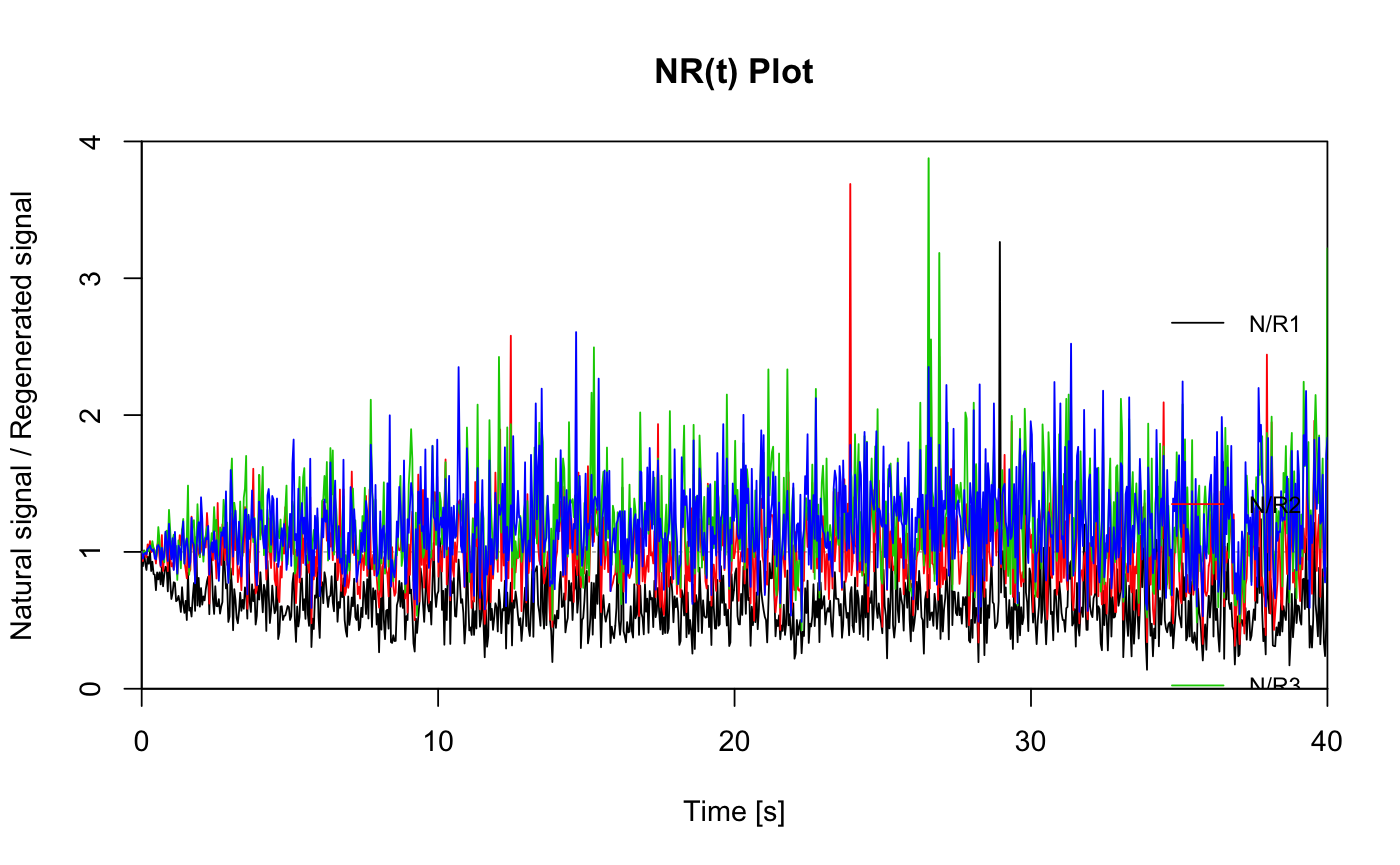 NR(t) Plot
Natural signal / Regenerated signal
4
3
2
1
0
N/R1
N/R2
N/R3
0 10 20 30 40
Time [s]